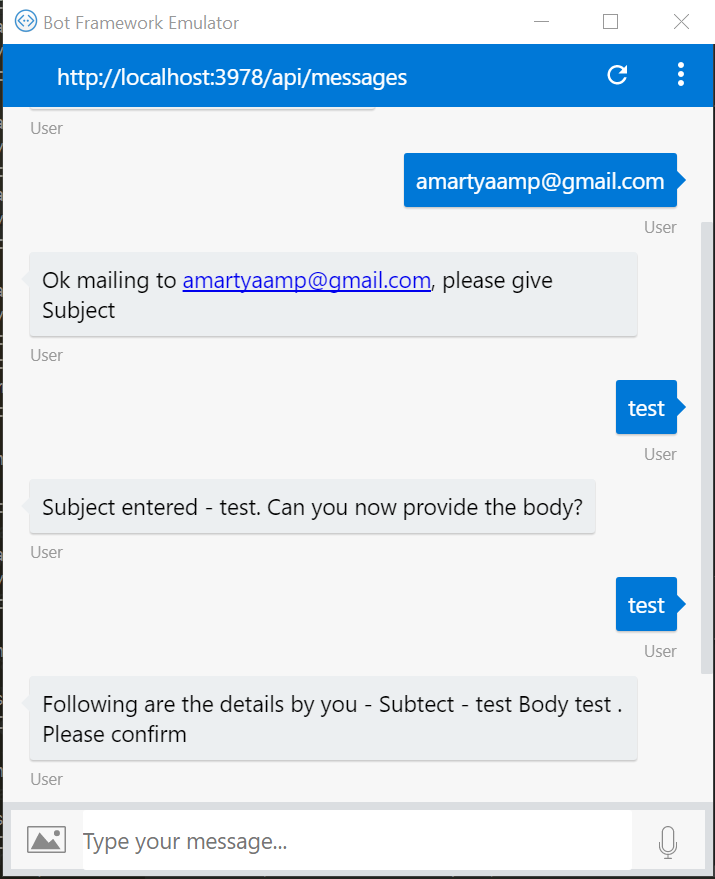 Bot Framework Emulator
http://localhost:3978/api/messages
User
amartyaamp@gmail.com
User
Ok mailing to amartyaamp@gmail.com, please give
Subject
User
test
User
Subject entered - test. Can you now provide the body?
User
test
User
Following are the details by you - Subtect - test Body test .
Please confirm
User
Type your message...